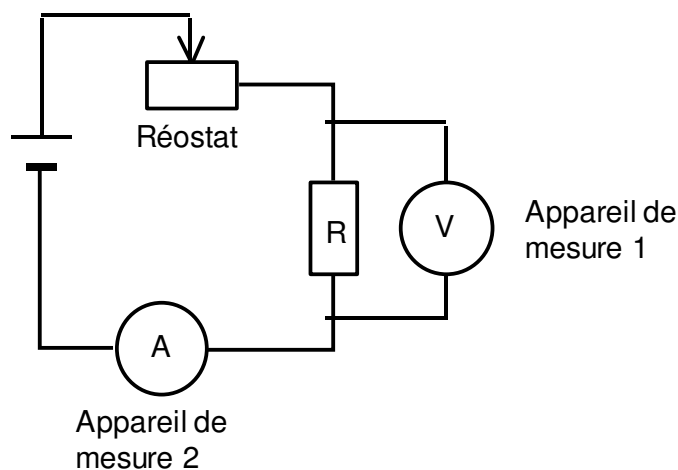 Réostat
R
V
Appareil de
mesure 1
A
Appareil de
mesure 2